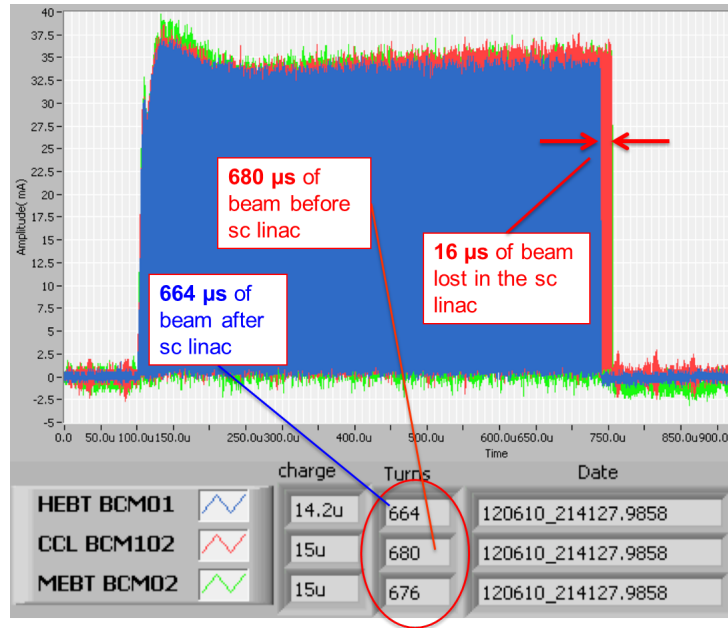 40
37.5
35
32.5
30
27.5
25
22.5
20
17.5
15
12.5
10
7.5
5
2.5
0
-2.5
-5
Amplitude( mA)
680 µs of
beam before
sc linac
16 µs of beam
lost in the sc
linac
664 µs of
beam after
sc linac
0.0 50.0u 100.0u 150.0u 250.0u 300.0u 400.0u 500.0u 600.0u 650.0u 750.0u 850.0u 900.0
Time
charge Turns Date
HEBT BCM01 14.2u 664 120610_214127.9858
CCL BCM102 15u 680 120610_214127.9858
MEBT BCM02 15u 676 120610_214127.9858